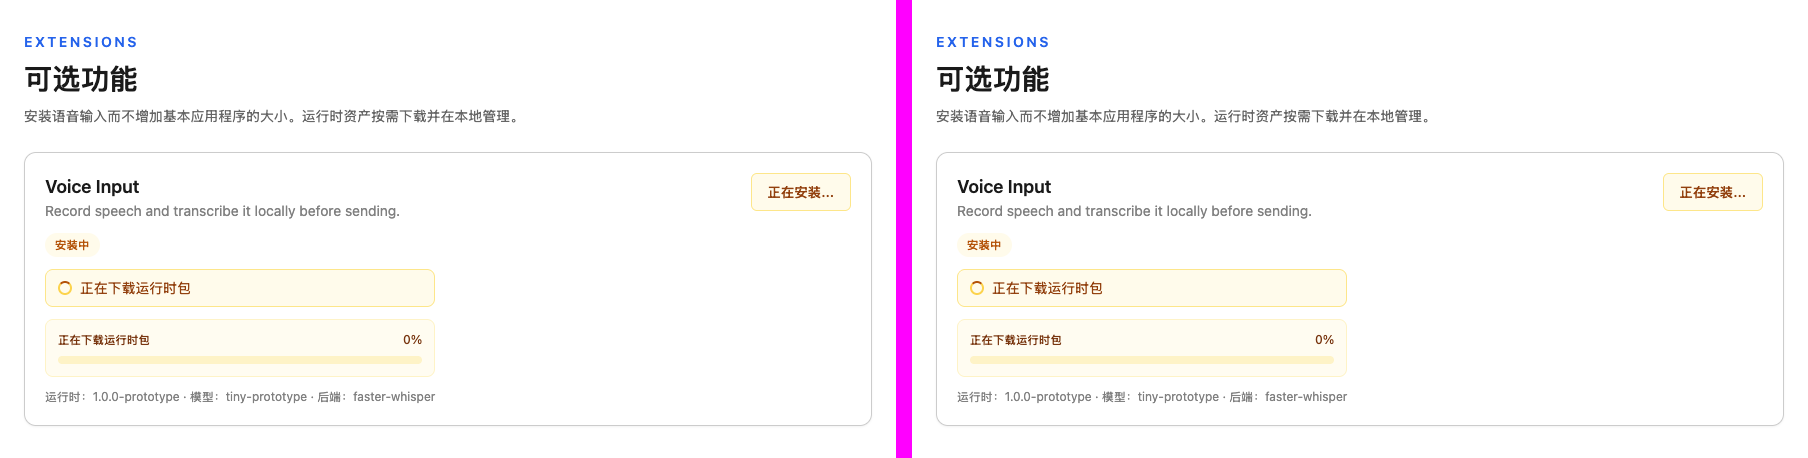 EXTENSIONS
可选功能
安装语音输入而不增加基本应用程序的大小。运行时资产按需下载并在本地管理。
Voice Input
正在安装...
Record speech and transcribe it locally before sending.
安装中
正在下载运行时包
正在下载运行时包 0%
运行时：1.0.0-prototype · 模型：tiny-prototype · 后端：faster-whisper
EXTENSIONS
可选功能
安装语音输入而不增加基本应用程序的大小。运行时资产按需下载并在本地管理。
Voice Input
正在安装...
Record speech and transcribe it locally before sending.
安装中
正在下载运行时包
正在下载运行时包 0%
运行时：1.0.0-prototype · 模型：tiny-prototype · 后端：faster-whisper